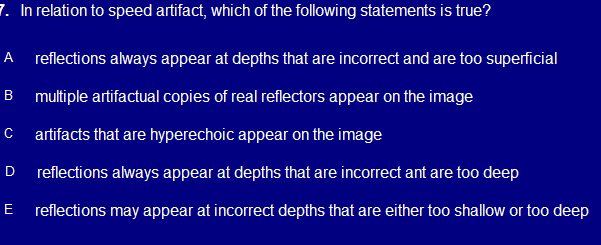 7. In relation to speed artifact, which of the following statements is true?
A reflections always appear at depths that are incorrect and are too superficial
B multiple artifactual copies of real reflectors appear on the image
C artifacts that are hyperechoic appear on the image
D reflections always appear at depths that are incorrect ant are too deep
E reflections may appear at incorrect depths that are either too shallow or too deep